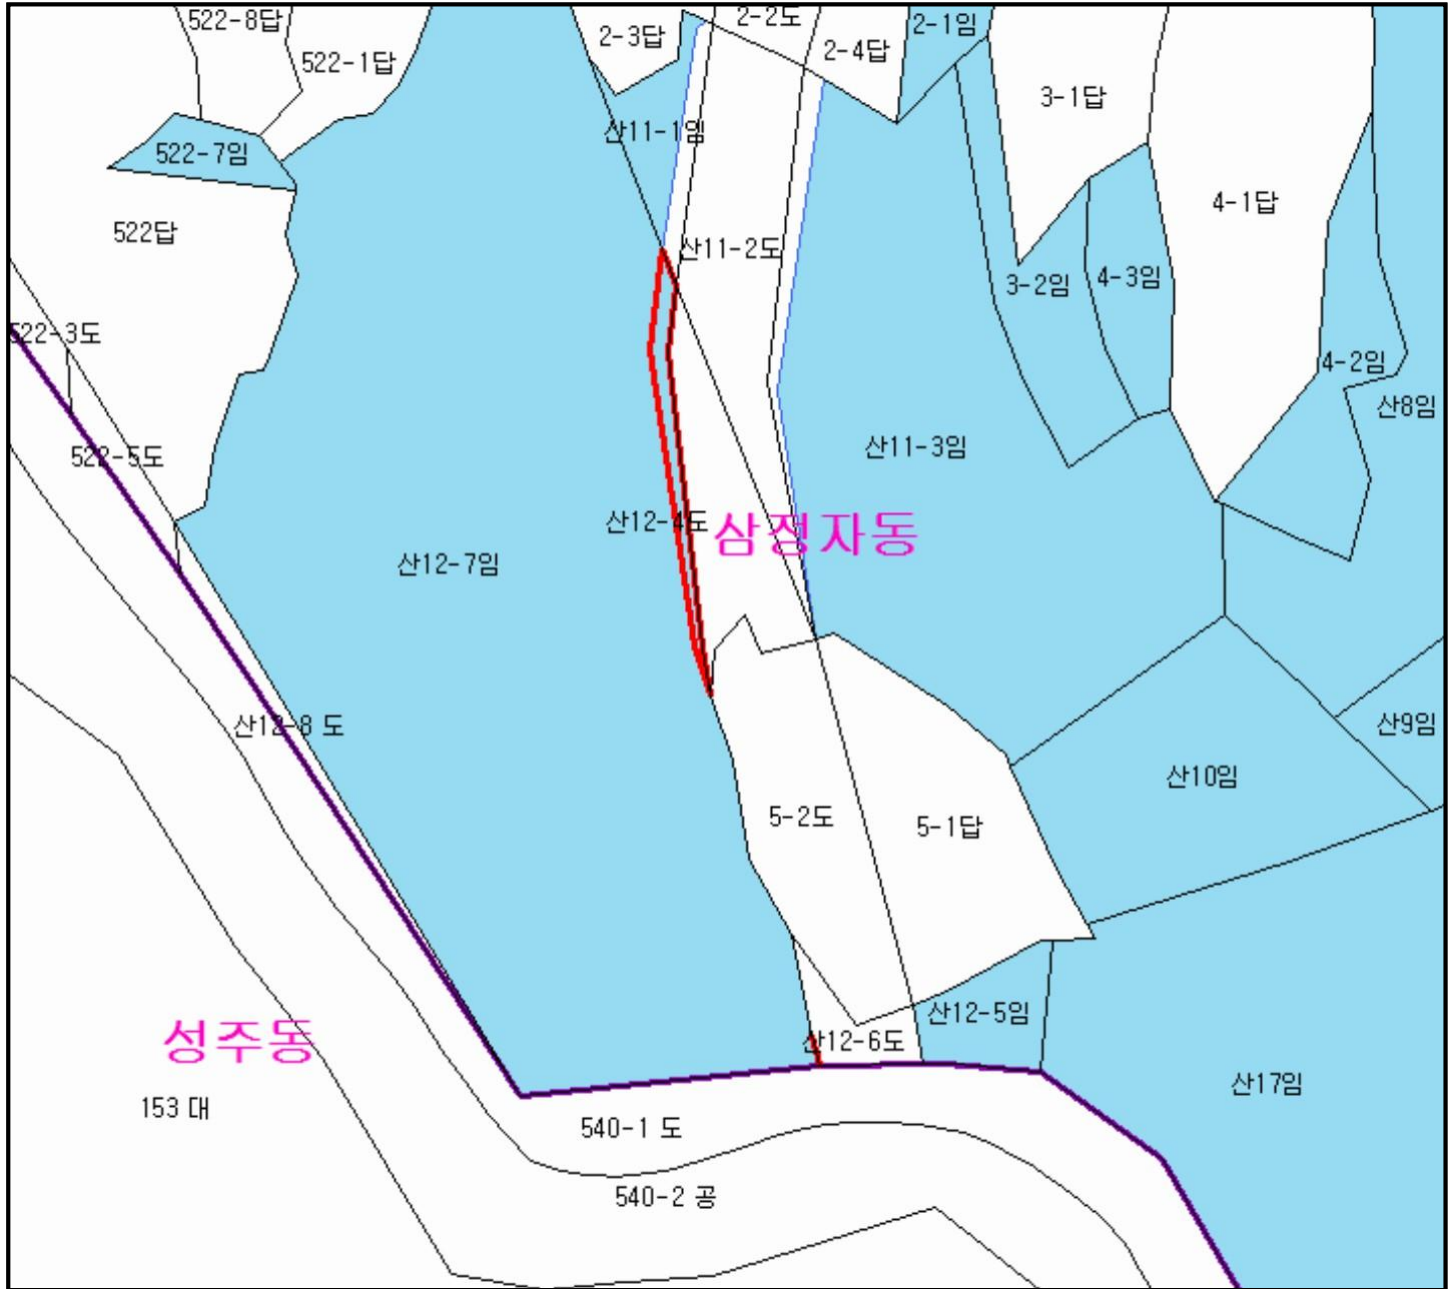 522-8답
2-2도
2-1임
2-3답
2-4답
522-1답
3-1답
산11-1임
522-7임
4-1답
522답
산11-2도
4-3임
3-2임
522-3도
4-2임
산8임
산11-3임
522-5도
산12-4도
삼정자동
산12-7임
산12-8 도
산9임
산10임
5-2도
5-1답
산12-5임
성주동
산12-6도
산17임
153 대
540-1 도
540-2 공